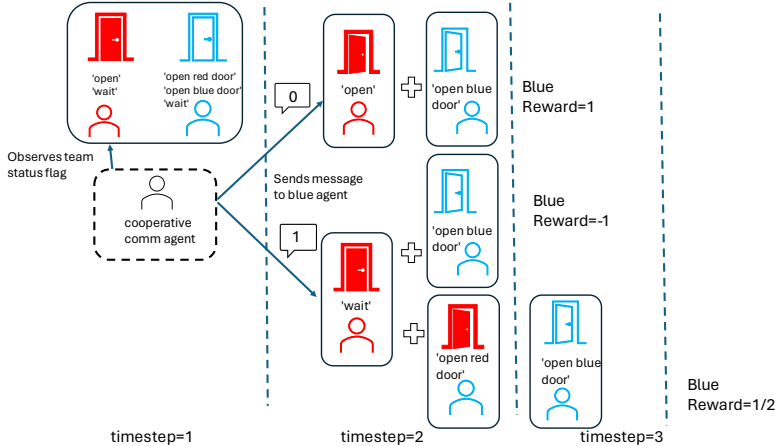 'open'
'wait'
'open red door'
'open blue door'
'wait'
Observes team
status flag
cooperative
comm agent
0
Sends message
to blue agent
1
'open'
'open blue
door'
Blue
Reward=1
'open blue
door'
Blue
Reward=-1
'wait'
'open red
door'
'open blue
door'
Blue
Reward=1/2
timestep=1
timestep=2
timestep=3